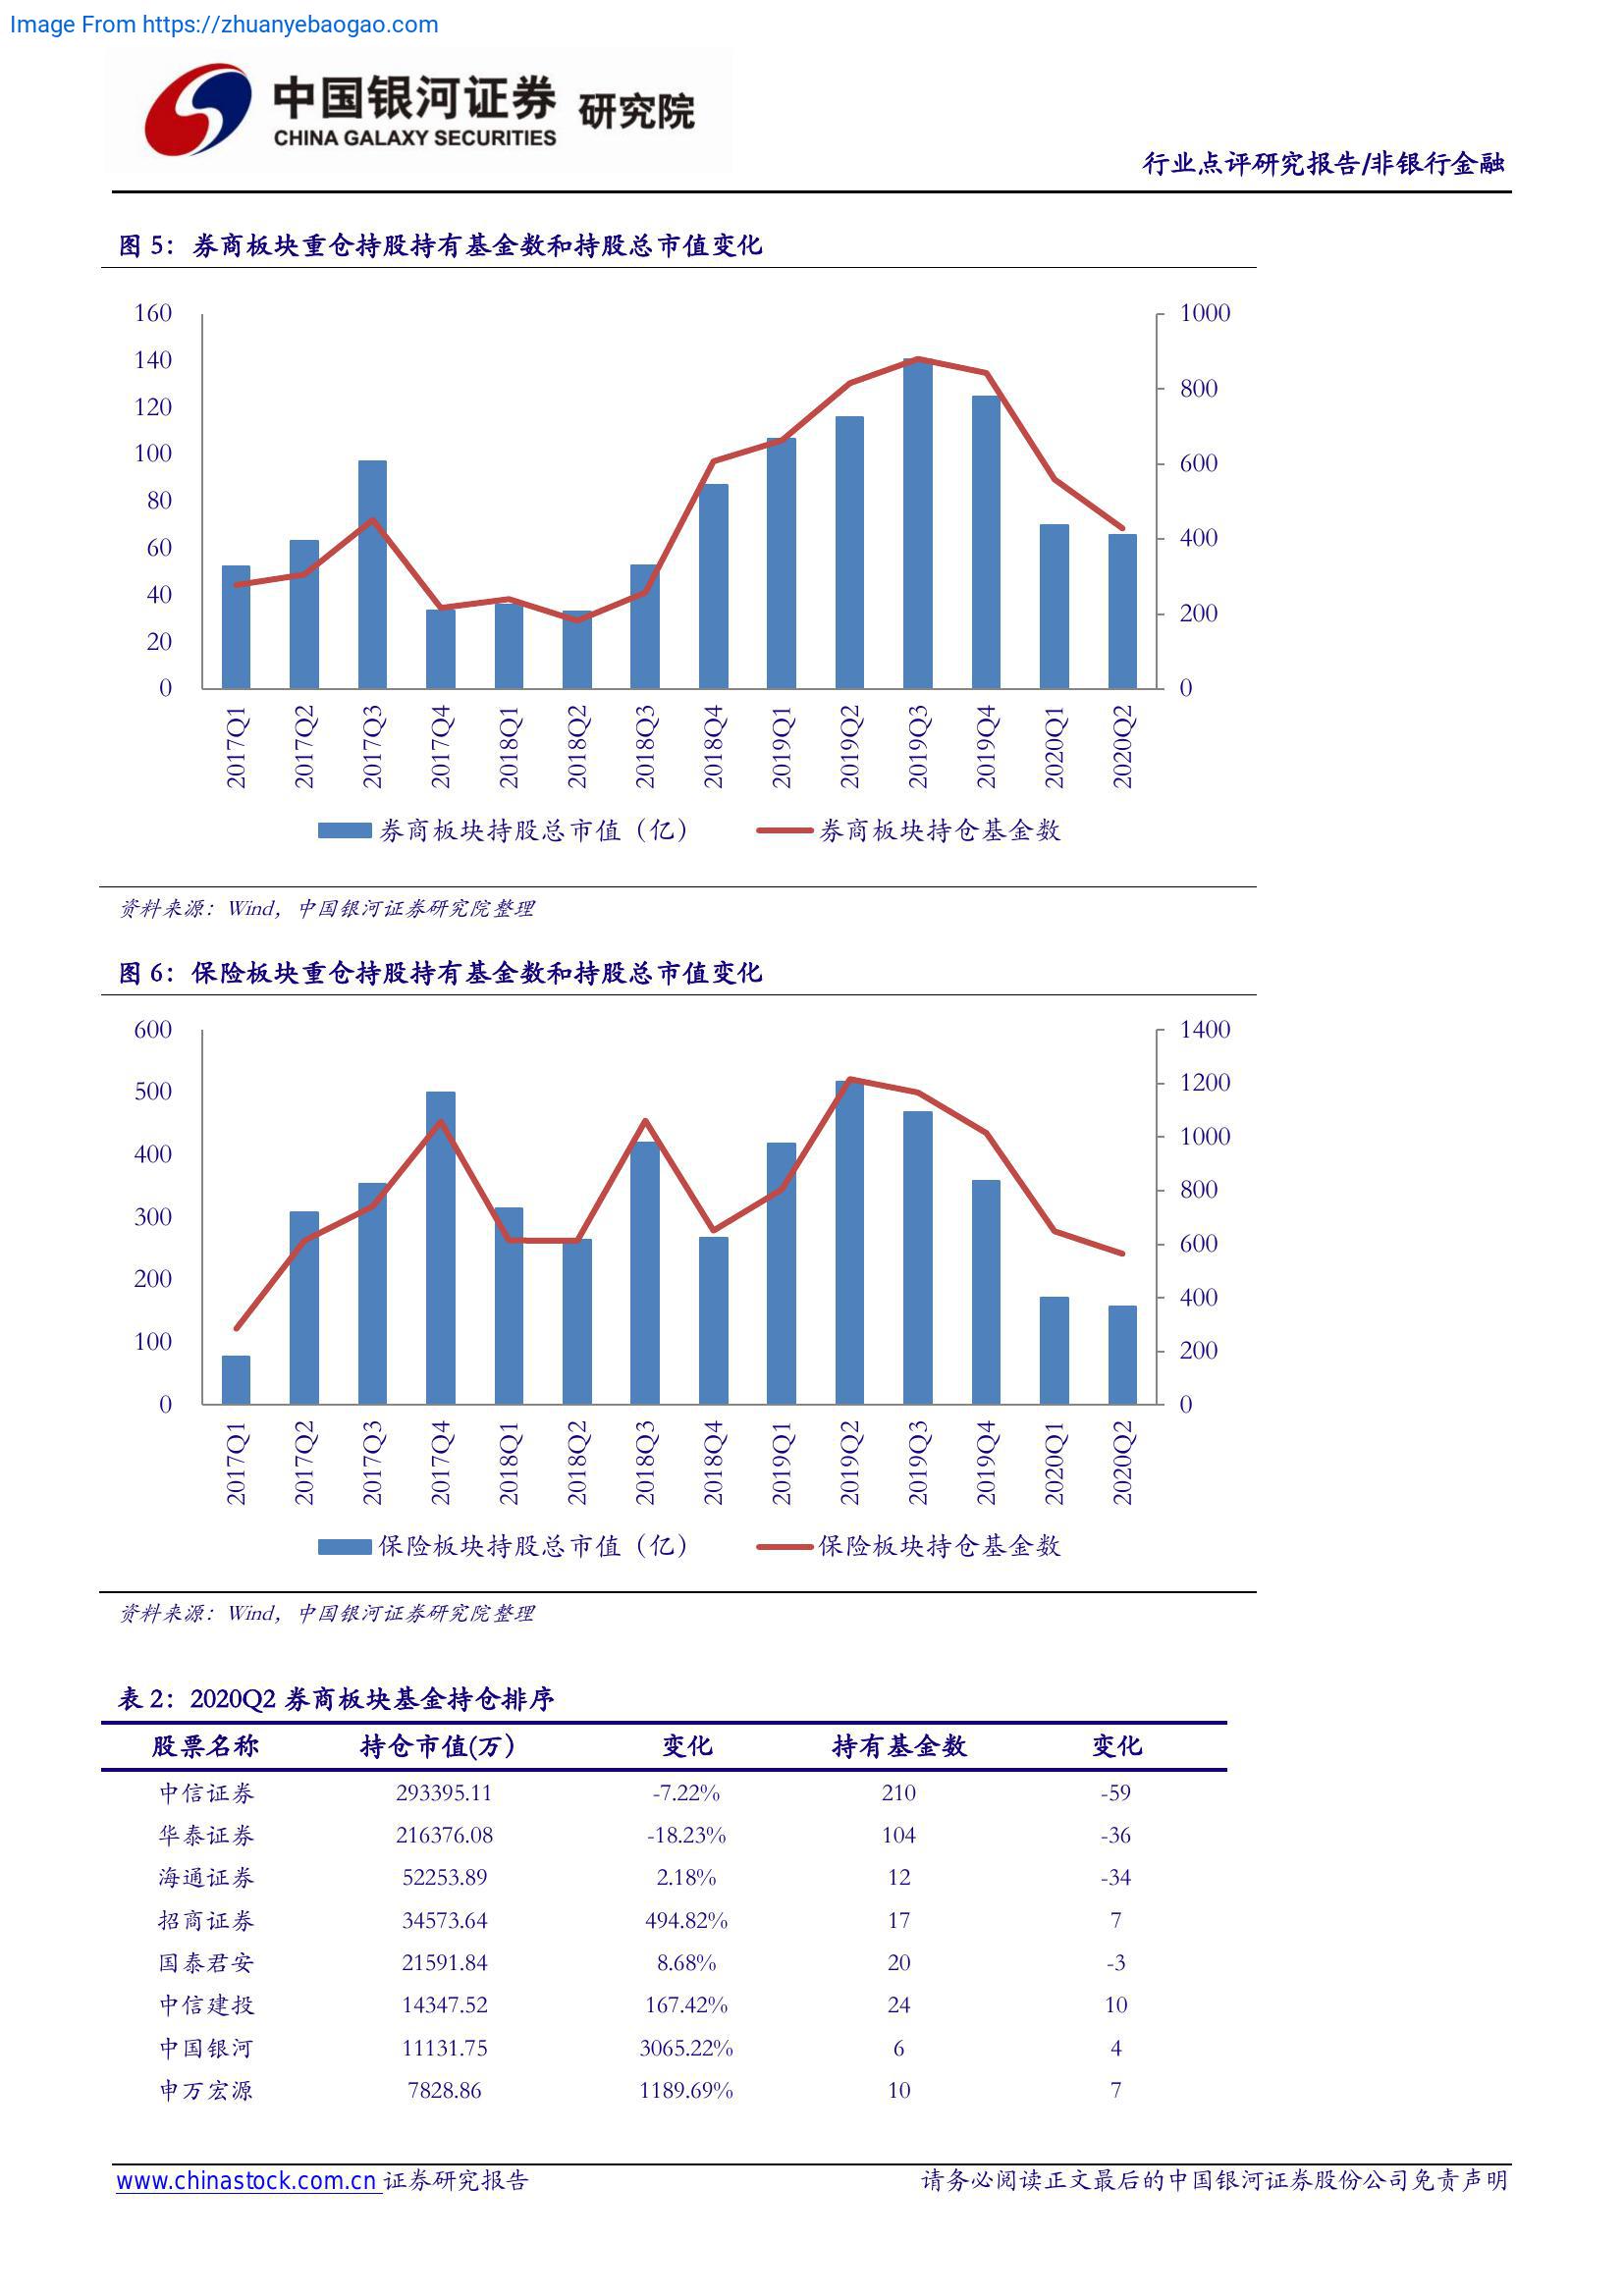 Image From https://zhuanyebaogao.com
中国银河证券 研究院
CHINA GALAXY SECURITIES
行业点评研究报告/非银行金融
图 5：券商板块重仓持股持有基金数和持股总市值变化
160
140
120
100
80
60
40
20
0
1000
800
600
400
200
0
2017Q1 2017Q2 2017Q3 2017Q4 2018Q1 2018Q2 2018Q3 2018Q4 2019Q1 2019Q2 2019Q3 2019Q4 2020Q1 2020Q2
券商板块持股总市值（亿） 券商板块持仓基金数
资料来源：Wind，中国银河证券研究院整理
图 6：保险板块重仓持股持有基金数和持股总市值变化
600
500
400
300
200
100
0
1400
1200
1000
800
600
400
200
0
2017Q1 2017Q2 2017Q3 2017Q4 2018Q1 2018Q2 2018Q3 2018Q4 2019Q1 2019Q2 2019Q3 2019Q4 2020Q1 2020Q2
保险板块持股总市值（亿） 保险板块持仓基金数
资料来源：Wind，中国银河证券研究院整理
表 2：2020Q2 券商板块基金持仓排序
股票名称 持仓市值(万） 变化 持有基金数 变化
中信证券 293395.11 -7.22% 210 -59
华泰证券 216376.08 -18.23% 104 -36
海通证券 52253.89 2.18% 12 -34
招商证券 34573.64 494.82% 17 7
国泰君安 21591.84 8.68% 20 -3
中信建投 14347.52 167.42% 24 10
中国银河 11131.75 3065.22% 6 4
申万宏源 7828.86 1189.69% 10 7
www.chinastock.com.cn 证券研究报告 请务必阅读正文最后的中国银河证券股份公司免责声明